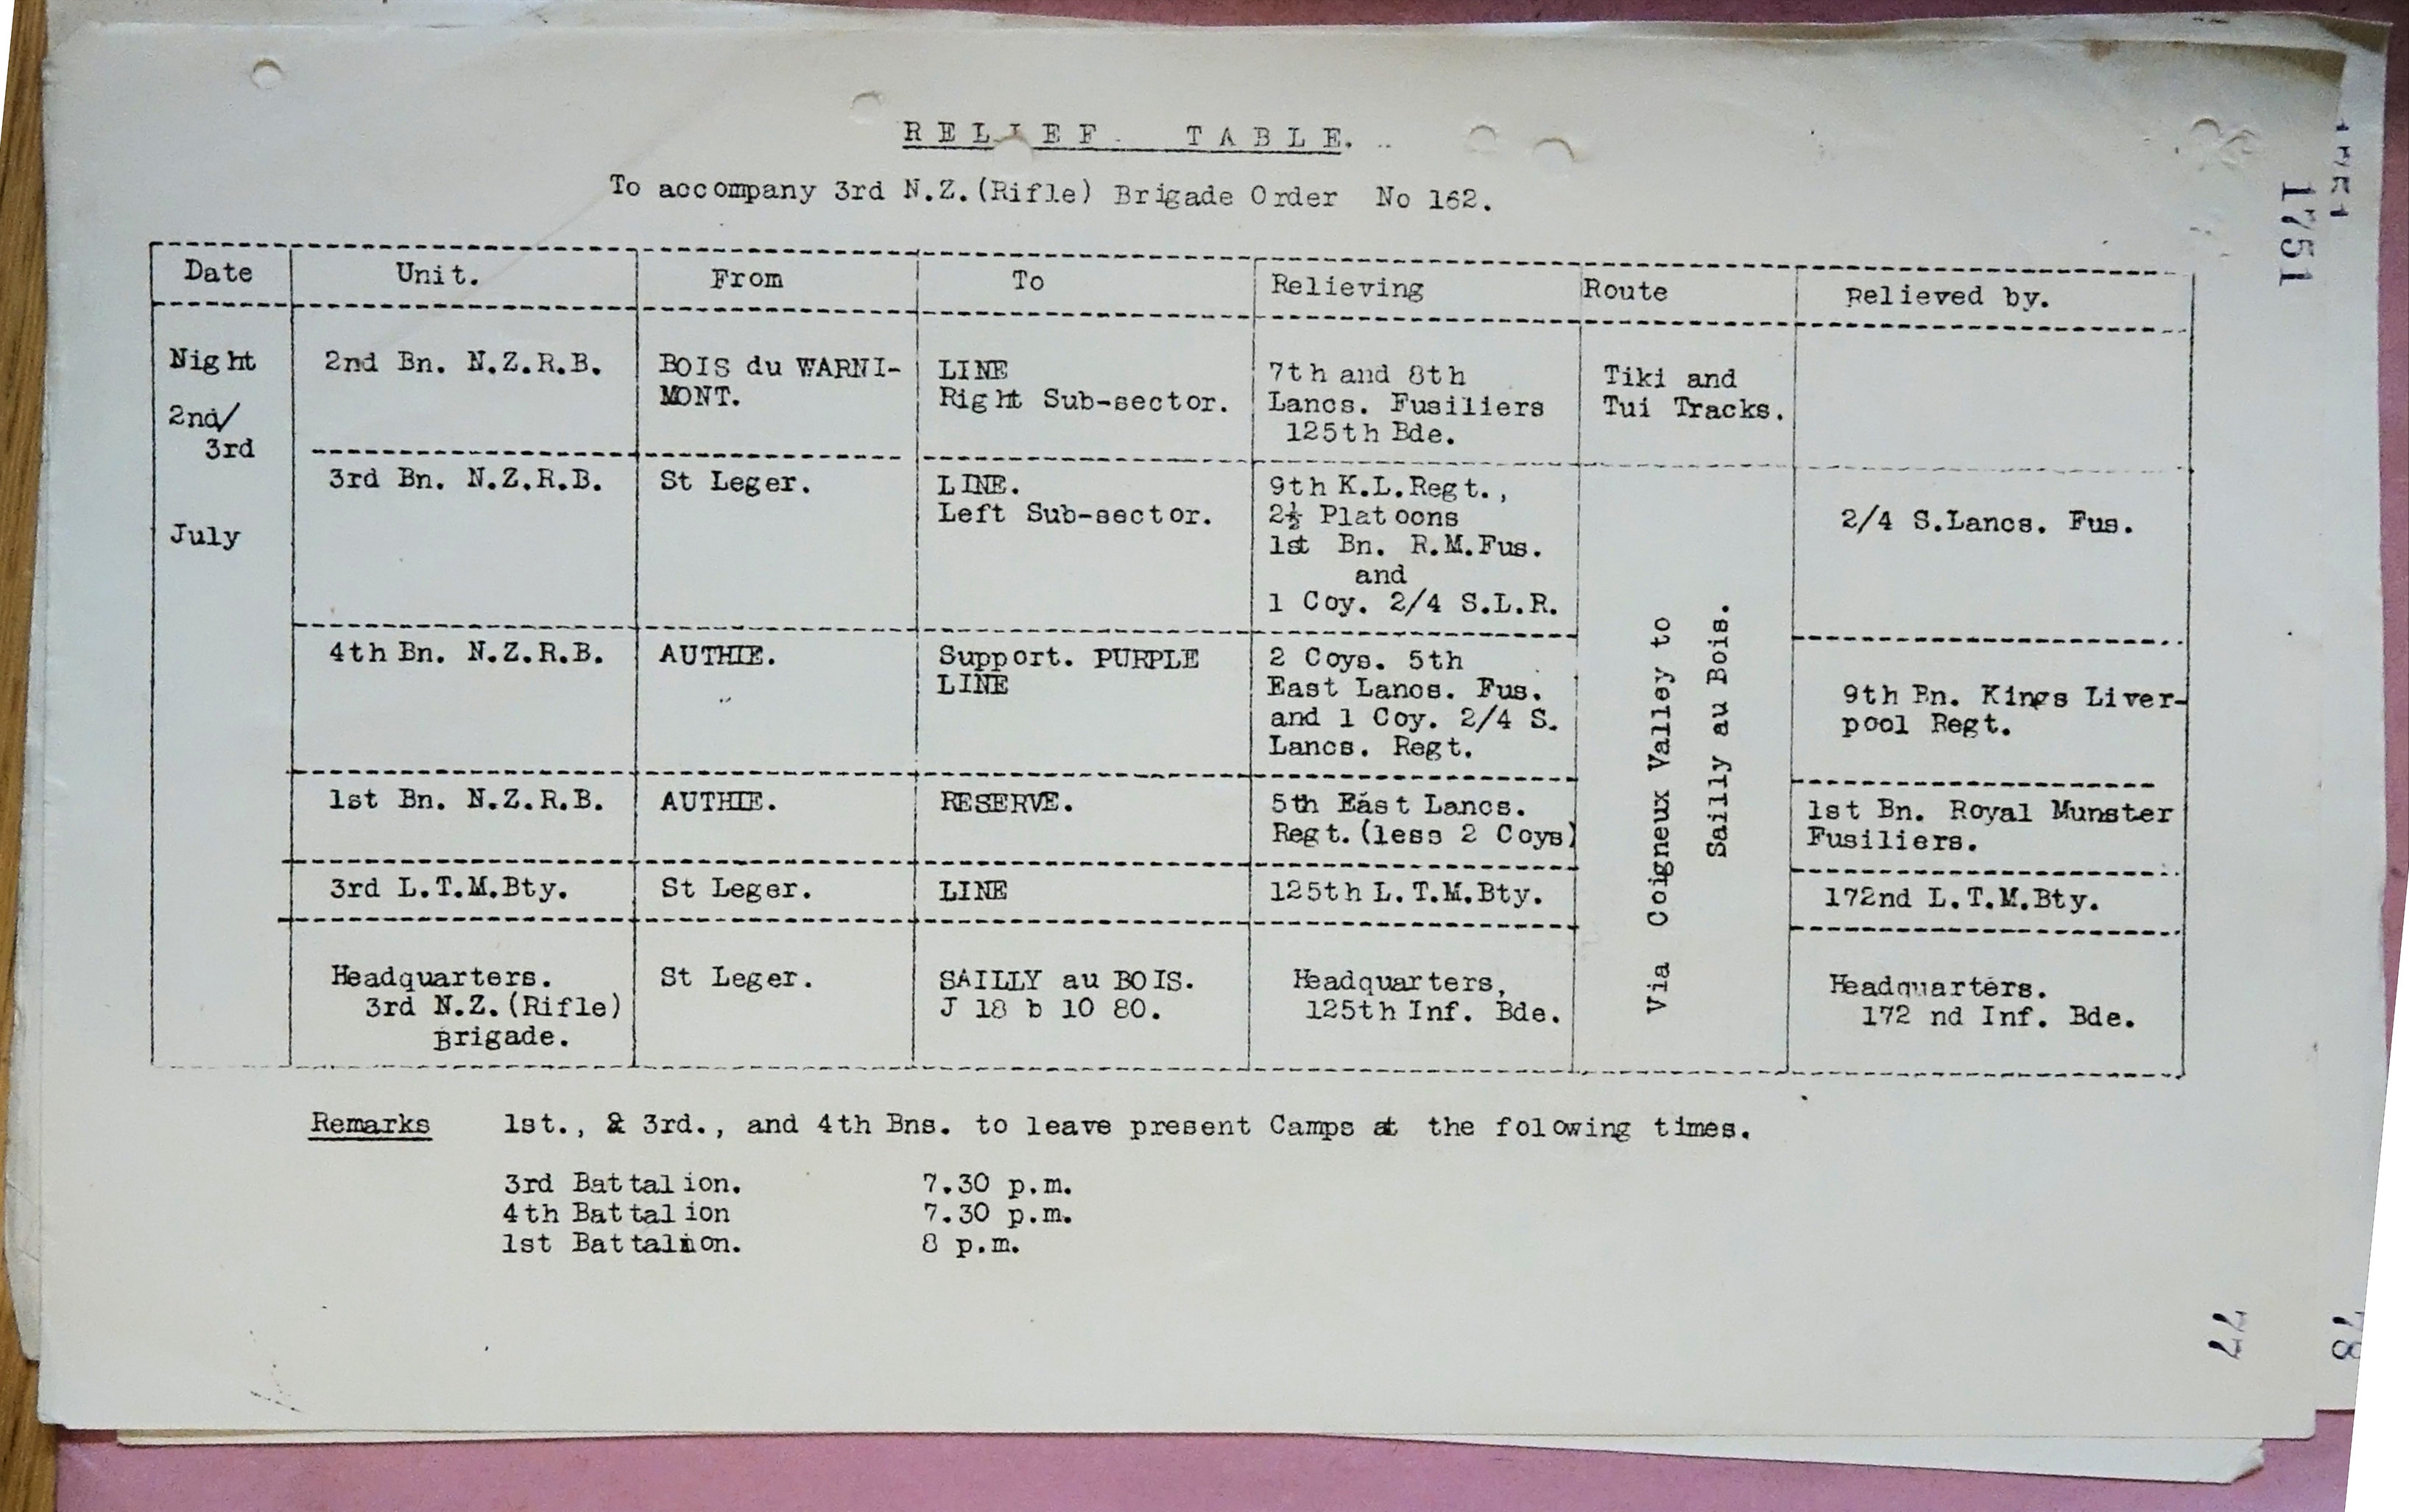 RELIEF TABLE.
To accompany 3rd N.Z.(Rifle) Brigade Order No 162.
Date Unit. From To Relieving Route Relieved by.
Night
2nd/
3rd
July
2nd Bn. N.Z.R.B.
BOIS du WARNI-
MONT.
LINE
Right Sub-sector.
7th and 8th
Lancs. Fusiliers
125th Bde.
Tiki and
Tui Tracks.
3rd Bn. N.Z.R.B.
St Leger.
LINE.
Left Sub-sector.
9th K.L.Regt.,
2½ Platoons
1st Bn. R.M.Fus.
and
1 Coy. 2/4 S.L.R.
Via Coigneux Valley to
Sailly au Bois.
2/4 S.Lancs. Fus.
4th Bn. N.Z.R.B.
AUTHIE.
Support. PURPLE
LINE
2 Coys. 5th
East Lancs. Fus.
and 1 Coy. 2/4 S.
Lancs. Regt.
9th Bn. Kings Liver-
pool Regt.
1st Bn. N.Z.R.B.
AUTHIE.
RESERVE.
5th East Lancs.
Regt.(less 2 Coys)
1st Bn. Royal Munster
Fusiliers.
3rd L.T.M.Bty.
St Leger.
LINE
125th L.T.M.Bty.
172nd L.T.M.Bty.
Headquarters.
3rd N.Z.(Rifle)
Brigade.
St Leger.
SAILLY au BOIS.
J 18 b 10 80.
Headquarters,
125th Inf. Bde.
Headquarters.
172 nd Inf. Bde.
Remarks 1st., & 3rd., and 4th Bns. to leave present Camps at the folowing times.
3rd Battalion. 7.30 p.m.
4th Battalion 7.30 p.m.
1st Battalion. 8 p.m.
1751
77
78